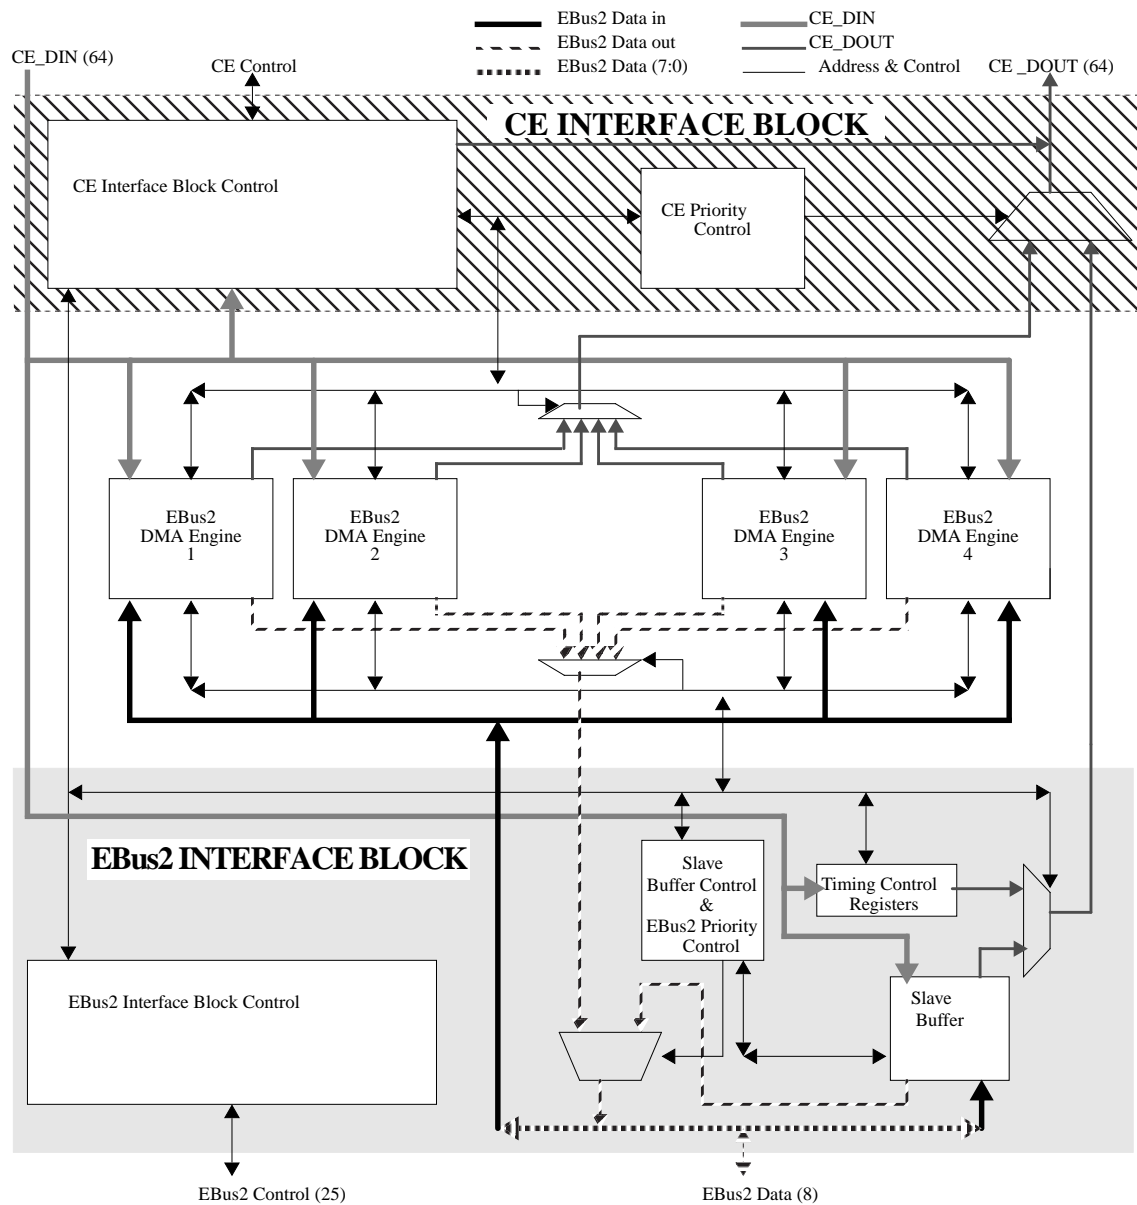 EBus2 Data in
CE_DIN
EBus2 Data out
CE_DOUT
EBus2 Data (7:0)
Address & Control
CE_DIN (64)
CE Control
CE _DOUT (64)
CE INTERFACE BLOCK
CE Interface Block Control
CE Priority
Control
EBus2
DMA Engine
1
EBus2
DMA Engine
2
EBus2
DMA Engine
3
EBus2
DMA Engine
4
EBus2 INTERFACE BLOCK
Slave
Buffer Control
&
EBus2 Priority
Control
Timing Control
Registers
EBus2 Interface Block Control
Slave
Buffer
EBus2 Control (25)
EBus2 Data (8)